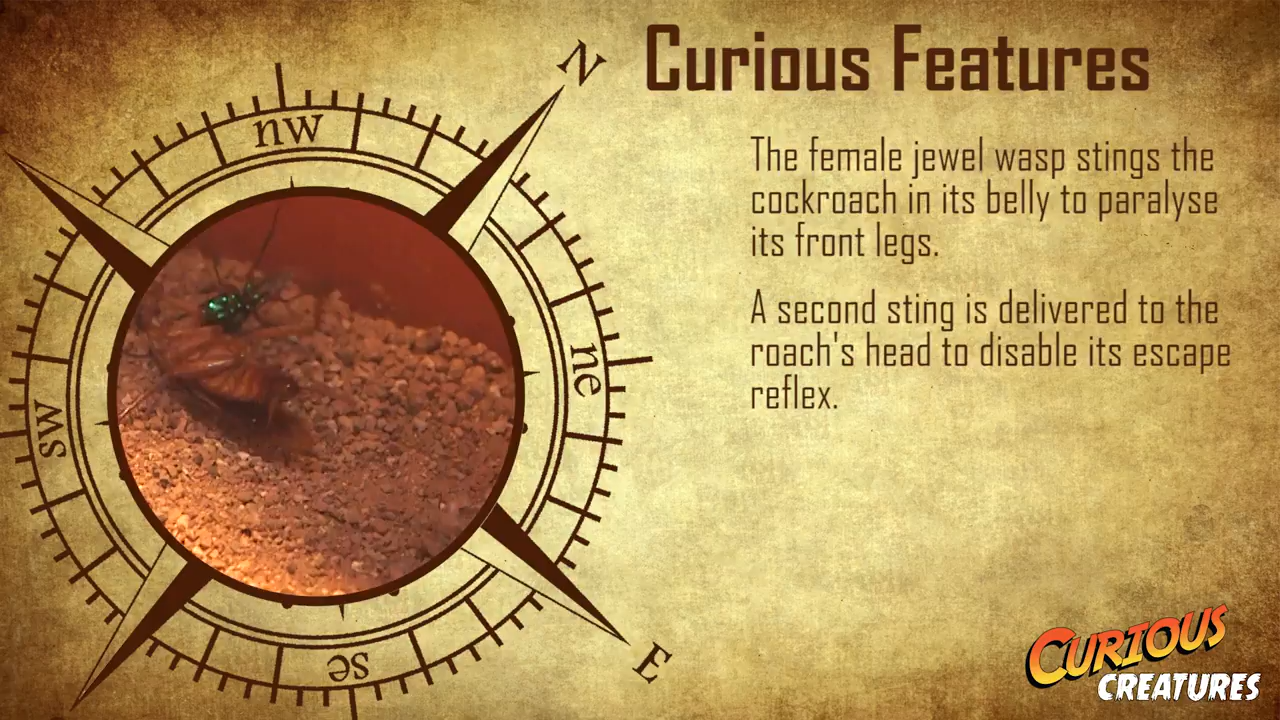 Curious Features
The female jewel wasp stings the
cockroach in its belly to paralyse
its front legs.
A second sting is delivered to the
roach's head to disable its escape
reflex.
N
nw
ne
sw
se
E
CURIOUS
CREATURES